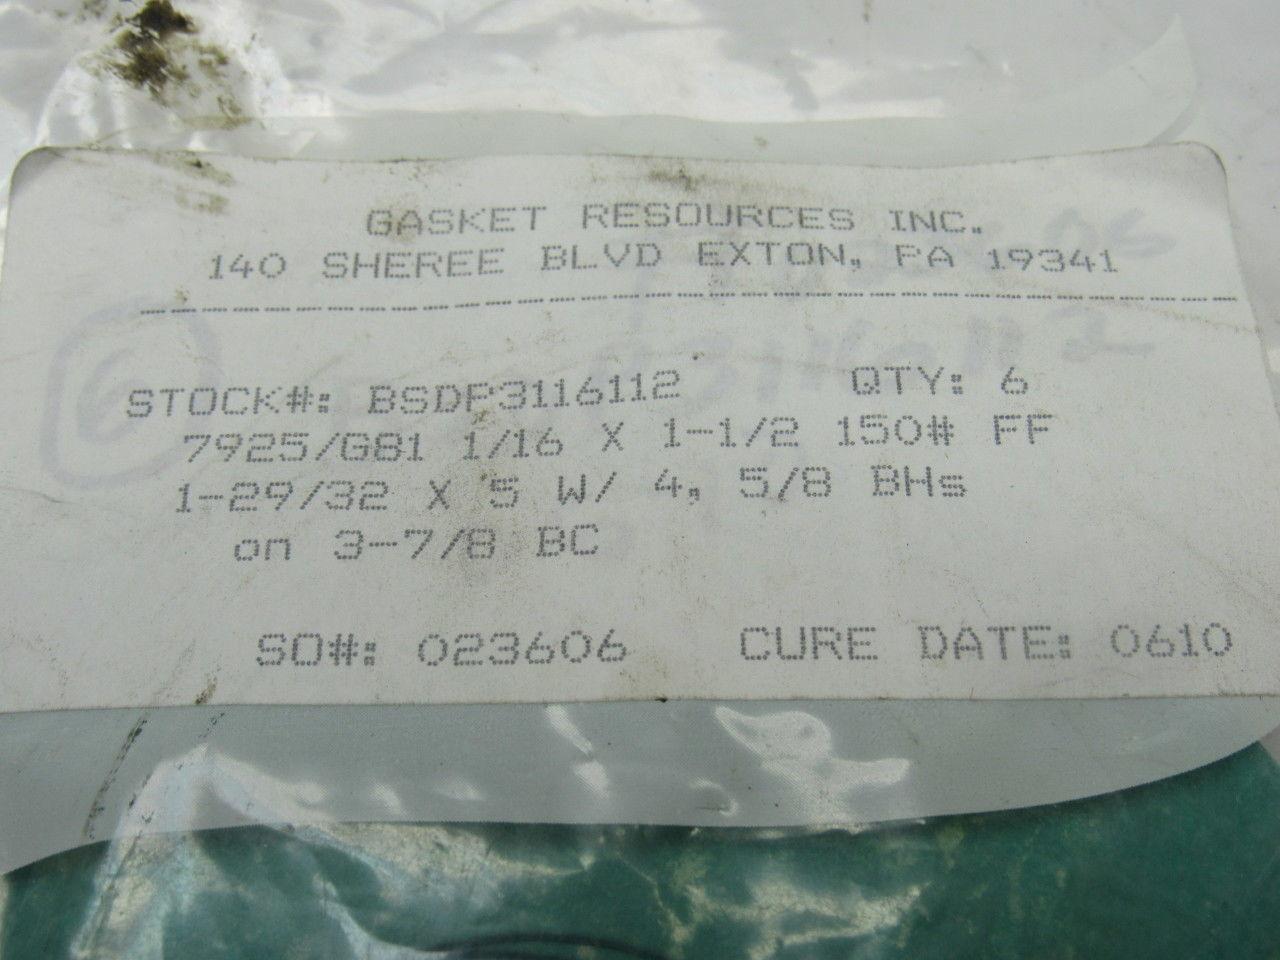 GASKET RESOURCES INC.
140 SHEREE BLVD EXTON, PA 19341
STOCK#: BSDP3116112 QTY: 6
7925/G81 1/16 X 1-1/2 150# FF
1-29/32 X 5 W/ 4, 5/8 BHs
on 3-7/8 BC
SO#: 023606 CURE DATE: 0610
6